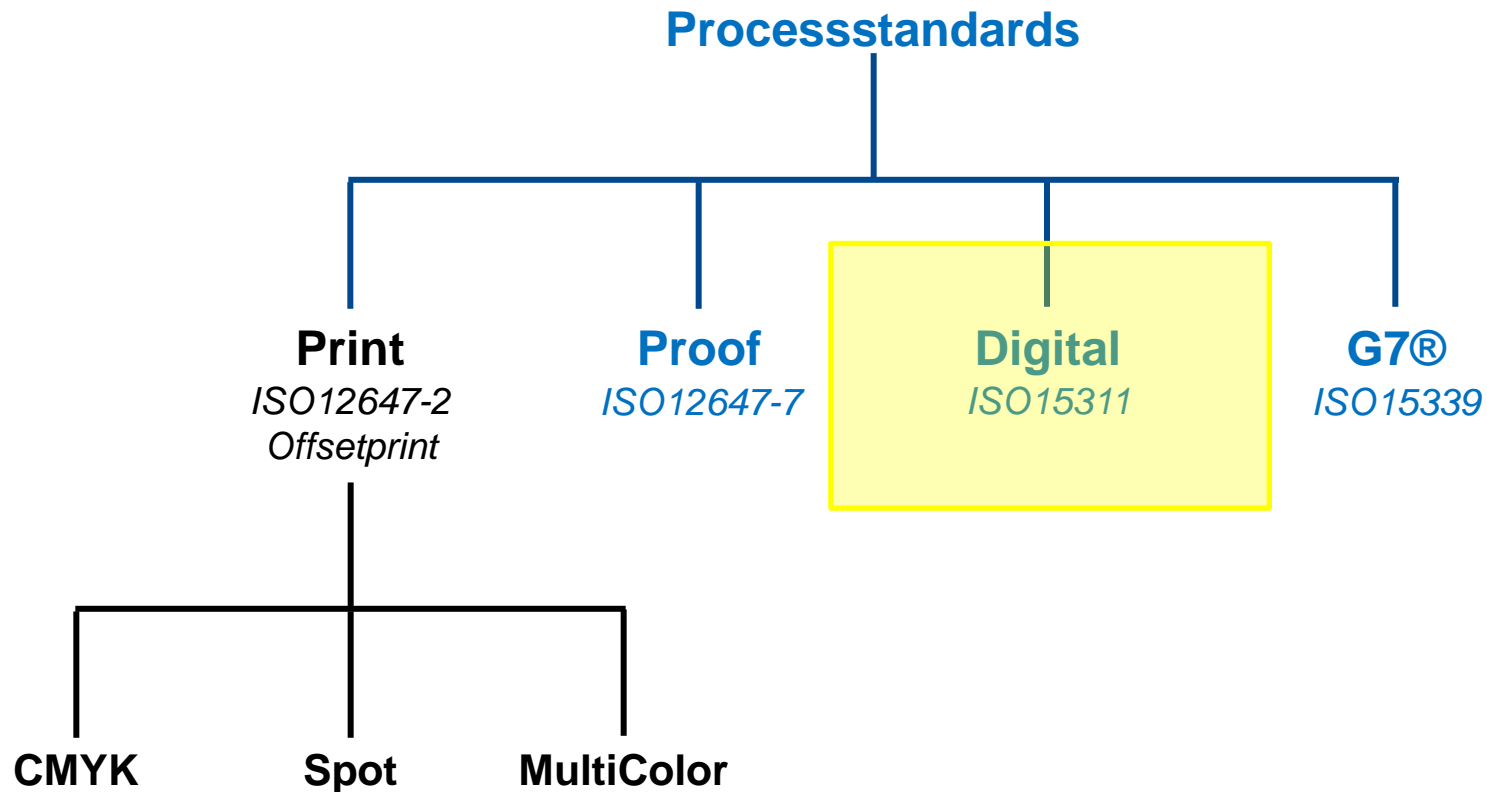 Processstandards
Print
ISO12647-2
Offsetprint
Proof
ISO12647-7
Digital
ISO15311
G7®
ISO15339
CMYK
Spot
MultiColor